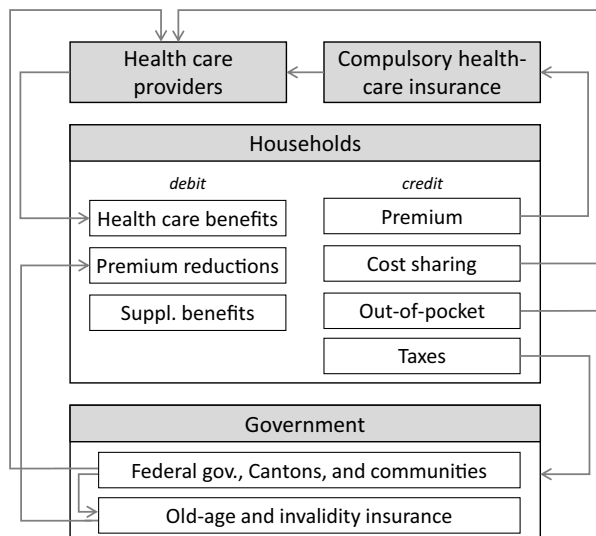 Health care
providers
Compulsory health-
care insurance
Households
debit
credit
Health care benefits
Premium
Premium reductions
Cost sharing
Suppl. benefits
Out-of-pocket
Taxes
Government
Federal gov., Cantons, and communities
Old-age and invalidity insurance